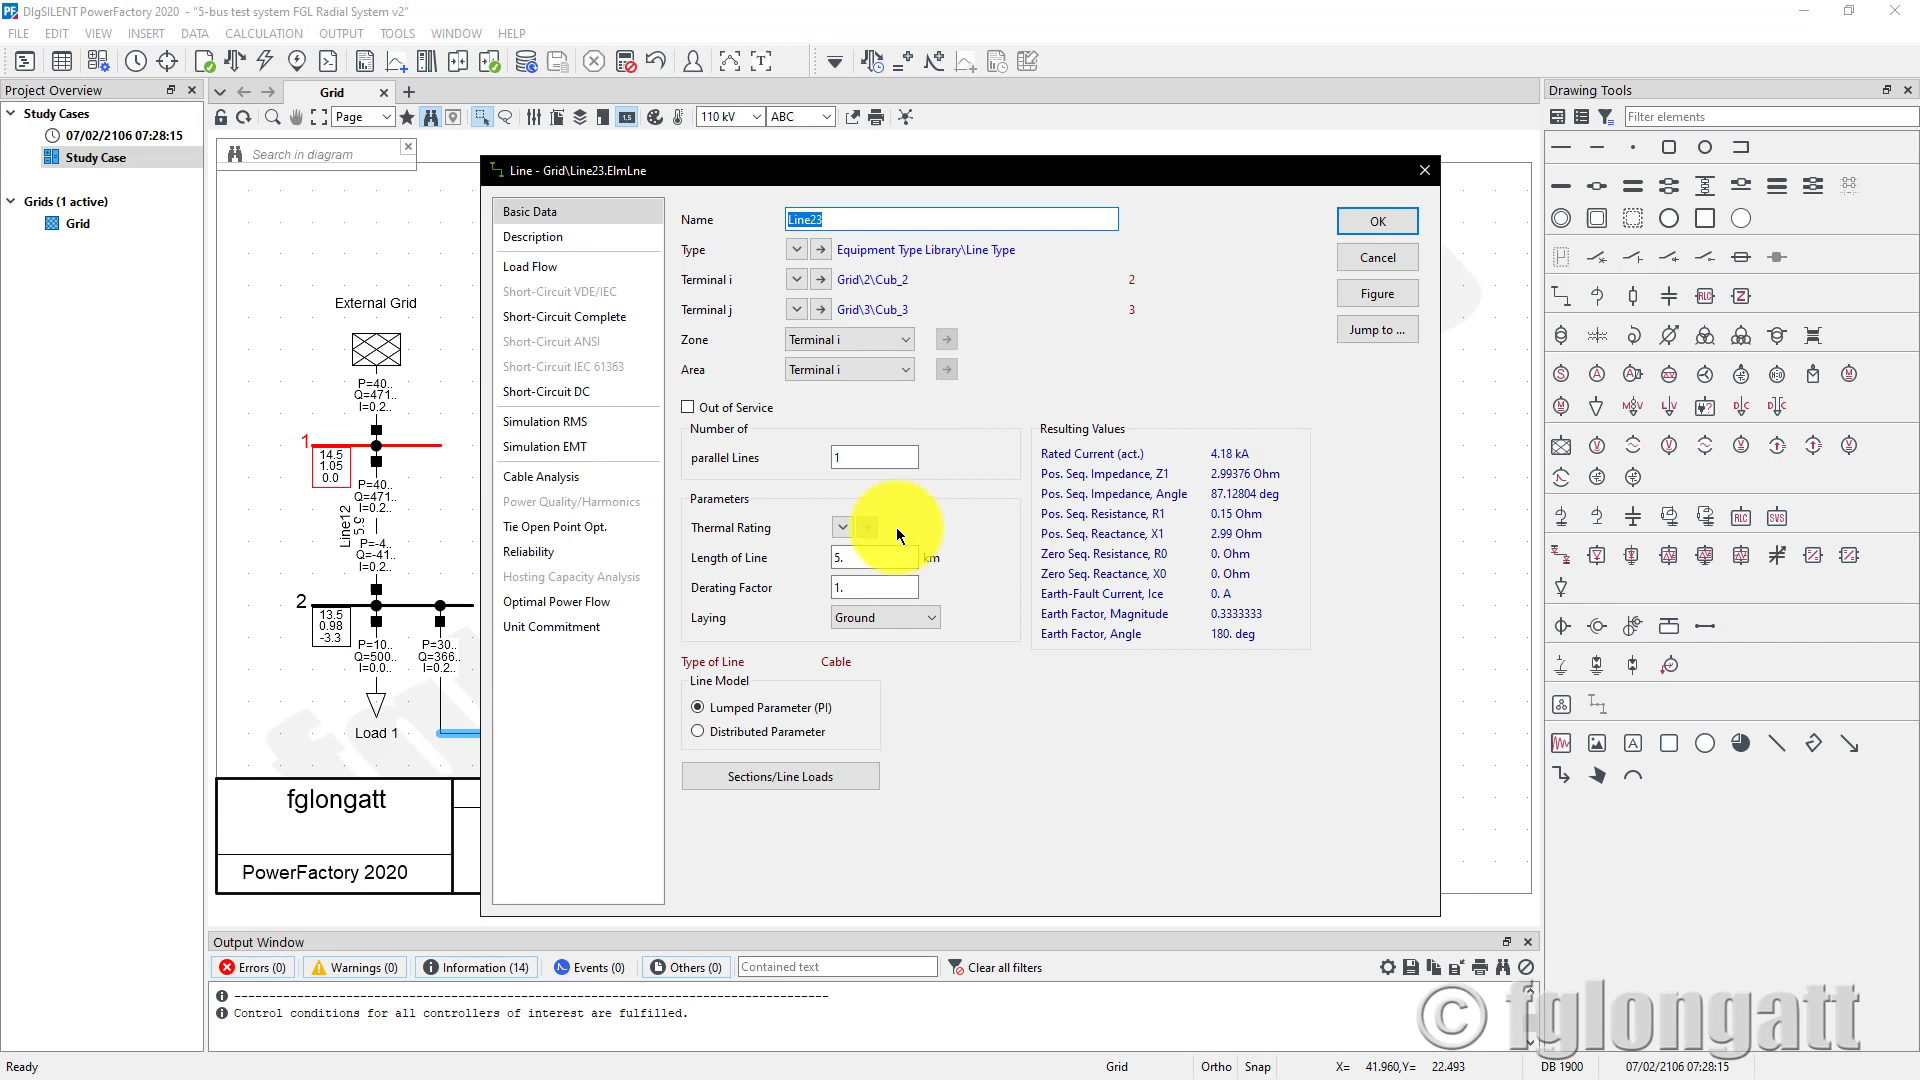 DIgSILENT PowerFactory 2020 - "5-bus test system FGL Radial System v2"
FILE EDIT VIEW INSERT DATA CALCULATION OUTPUT TOOLS WINDOW HELP
Project Overview
Study Cases
07/02/2106 07:28:15
Study Case
Grids (1 active)
Grid
Grid
Page
1.5
110 kV
ABC
Search in diagram
External Grid
P=40..
Q=471..
I=0.2..
1
14.5
1.05
0.0
P=40..
Q=471..
I=0.2..
Line12
5.9
P=-4..
Q=-41..
I=0.2..
2
13.5
0.98
-3.3
P=10..
Q=500..
I=0.0..
P=30..
Q=366..
I=0.2..
Load 1
fglongatt
PowerFactory 2020
Line - Grid\Line23.ElmLne
Basic Data
Description
Load Flow
Short-Circuit VDE/IEC
Short-Circuit Complete
Short-Circuit ANSI
Short-Circuit IEC 61363
Short-Circuit DC
Simulation RMS
Simulation EMT
Cable Analysis
Power Quality/Harmonics
Tie Open Point Opt.
Reliability
Hosting Capacity Analysis
Optimal Power Flow
Unit Commitment
Name Line23
Type Equipment Type Library\Line Type
Terminal i Grid\2\Cub_2 2
Terminal j Grid\3\Cub_3 3
Zone Terminal i
Area Terminal i
Out of Service
Number of
parallel Lines 1
Parameters
Thermal Rating
Length of Line 5. km
Derating Factor 1.
Laying Ground
Type of Line Cable
Line Model
Lumped Parameter (PI)
Distributed Parameter
Sections/Line Loads
Resulting Values
Rated Current (act.) 4.18 kA
Pos. Seq. Impedance, Z1 2.99376 Ohm
Pos. Seq. Impedance, Angle 87.12804 deg
Pos. Seq. Resistance, R1 0.15 Ohm
Pos. Seq. Reactance, X1 2.99 Ohm
Zero Seq. Resistance, R0 0. Ohm
Zero Seq. Reactance, X0 0. Ohm
Earth-Fault Current, Ice 0. A
Earth Factor, Magnitude 0.3333333
Earth Factor, Angle 180. deg
OK
Cancel
Figure
Jump to ...
Drawing Tools
Filter elements
Output Window
Errors (0) Warnings (0) Information (14) Events (0) Others (0) Contained text Clear all filters
-------------------------------------------------------------------------------------
Control conditions for all controllers of interest are fulfilled.
© fglongatt
Ready
Grid Ortho Snap X= 41.960,Y= 22.493 DB 1900 07/02/2106 07:28:15